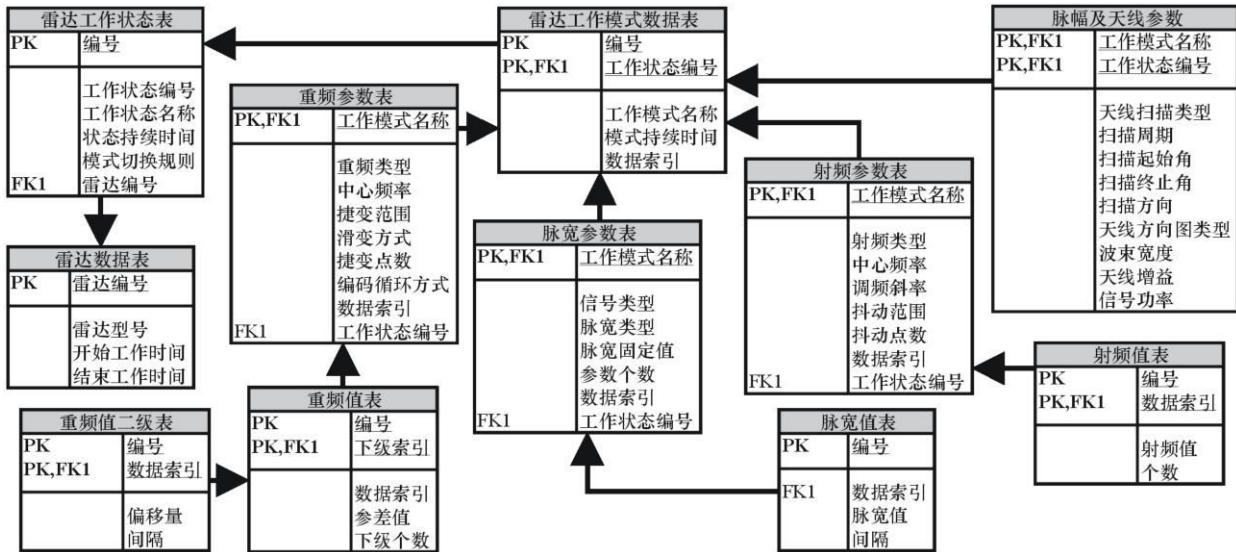 雷达工作状态表
PK 编号
工作状态编号
工作状态名称
状态持续时间
模式切换规则
FK1 雷达编号
雷达工作模式数据表
PK 编号
PK,FK1 工作状态编号
工作模式名称
模式持续时间
数据索引
脉幅及天线参数
PK,FK1 工作模式名称
PK,FK1 工作状态编号
天线扫描类型
扫描周期
扫描起始角
扫描终止角
扫描方向
天线方向图类型
波束宽度
天线增益
信号功率
重频参数表
PK,FK1 工作模式名称
重频类型
中心频率
捷变范围
滑变方式
捷变点数
编码循环方式
数据索引
FK1 工作状态编号
射频参数表
PK,FK1 工作模式名称
射频类型
中心频率
调频斜率
抖动范围
抖动点数
数据索引
FK1 工作状态编号
脉宽参数表
PK,FK1 工作模式名称
信号类型
脉宽类型
脉宽固定值
参数个数
数据索引
FK1 工作状态编号
雷达数据表
PK 雷达编号
雷达型号
开始工作时间
结束工作时间
射频值表
PK 编号
PK,FK1 数据索引
射频值
个数
重频值表
PK 编号
PK,FK1 下级索引
数据索引
参差值
下级个数
重频值二级表
PK 编号
PK,FK1 数据索引
偏移量
间隔
脉宽值表
PK 编号
FK1 数据索引
脉宽值
间隔